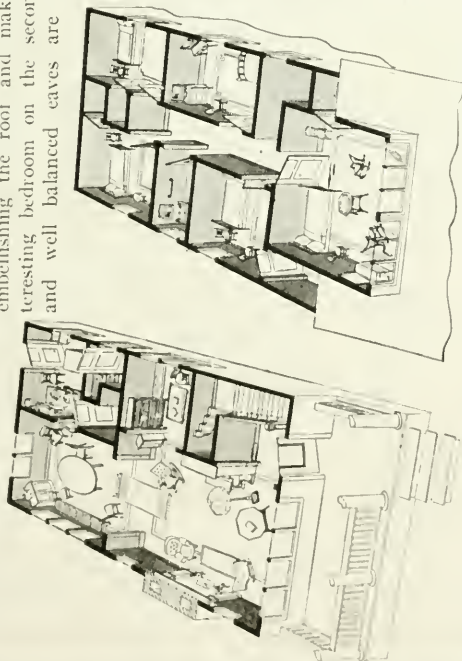 embellishing the roof and mak
teresting bedroom on the secon
and well balanced eaves are